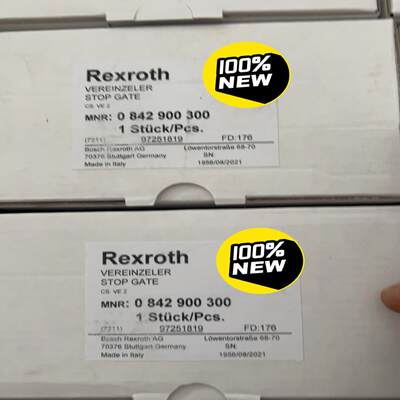 Rexroth
100%
NEW
VEREINZELER
STOP GATE
CS: VE 2
MNR: 0 842 900 300
1 Stück/Pcs.
(7211) 97251819 FD:176
Bosch Rexroth AG Löwentorstraße 68-70
70376 Stuttgart Germany SN:
Made in Italy 1956/09/2021
Rexroth
100%
NEW
VEREINZELER
STOP GATE
CS: VE 2
MNR: 0 842 900 300
1 Stück/Pcs.
(7211) 97251819 FD:176
Bosch Rexroth AG Löwentorstraße 68-70
70376 Stuttgart Germany SN:
Made in Italy 1956/09/2021